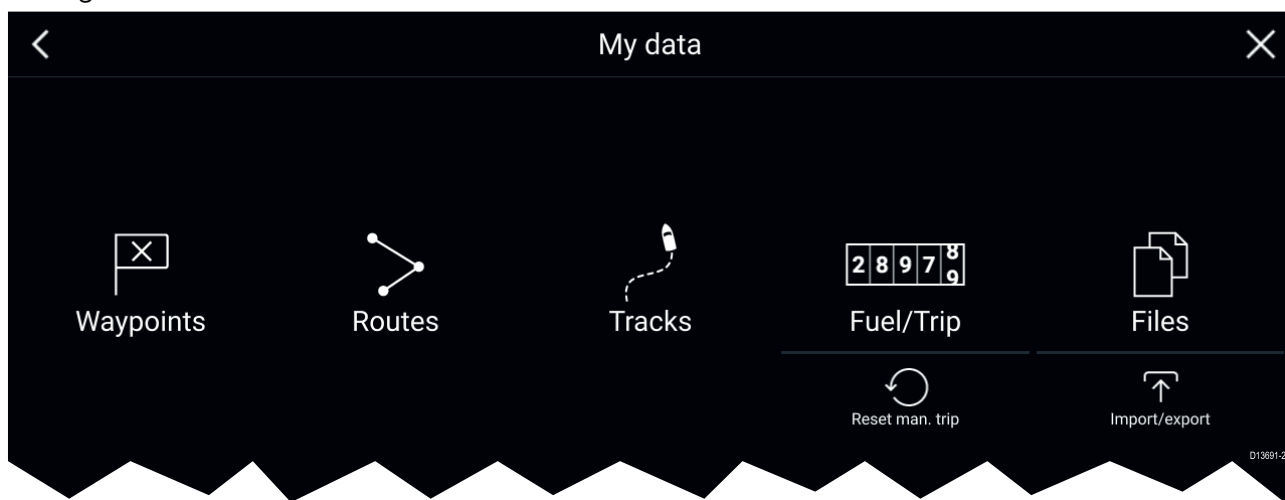 My data
2 8 9 7 8
9
Waypoints
Routes
Tracks
Fuel/Trip
Files
Reset man. trip
Import/export
D13691-2